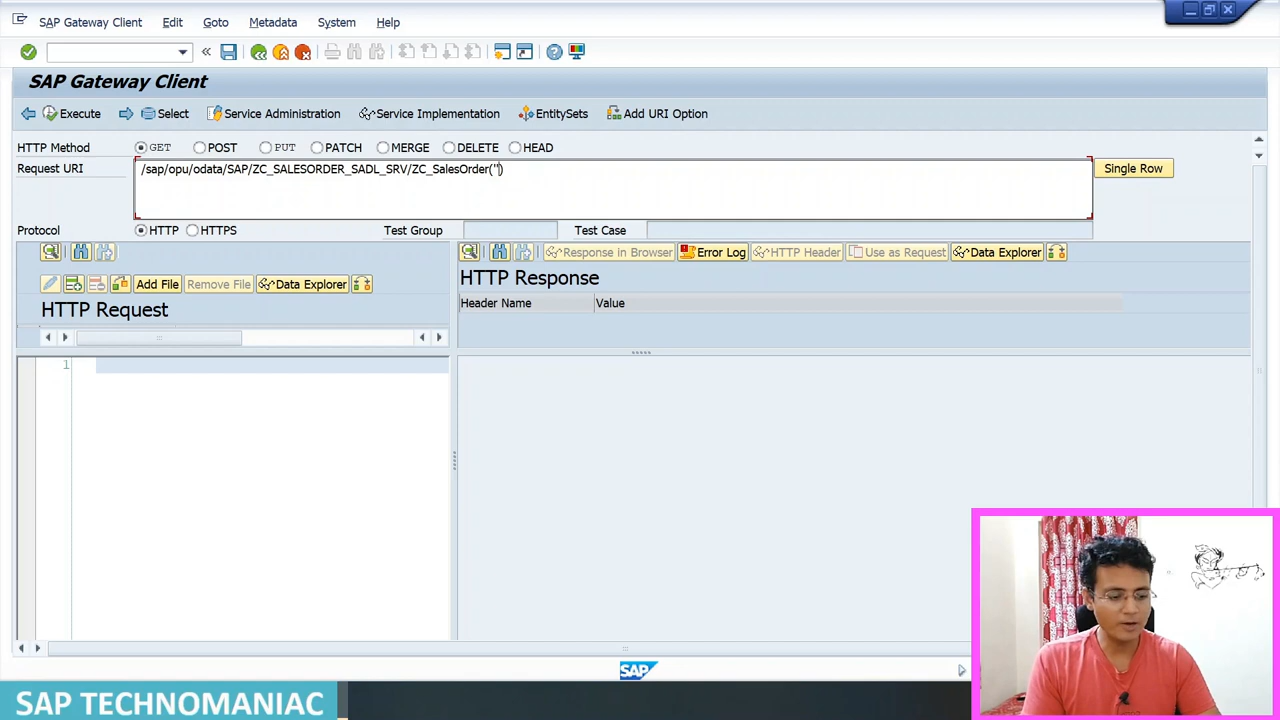 SAP Gateway Client Edit Goto Metadata System Help
SAP Gateway Client
Execute Select Service Administration Service Implementation EntitySets Add URI Option
HTTP Method GET POST PUT PATCH MERGE DELETE HEAD
Request URI /sap/opu/odata/SAP/ZC_SALESORDER_SADL_SRV/ZC_SalesOrder('') Single Row
Protocol HTTP HTTPS Test Group Test Case
Response in Browser Error Log HTTP Header Use as Request Data Explorer
Add File Remove File Data Explorer
HTTP Response
HTTP Request
Header Name Value
1
SAP
SAP TECHNOMANIAC